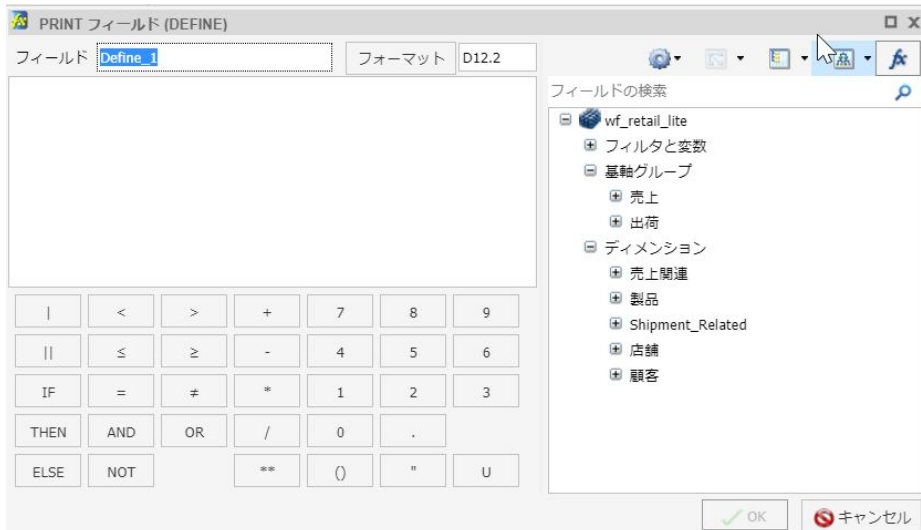 PRINT フィールド (DEFINE)
フィールド Define_1 フォーマット D12.2
fx
フィールドの検索
wf_retail_lite
フィルタと変数
基軸グループ
売上
出荷
ディメンション
売上関連
製品
Shipment_Related
店舗
顧客
| < > + 7 8 9
|| ≤ ≥ - 4 5 6
IF = ≠ * 1 2 3
THEN AND OR / 0 .
ELSE NOT ** () " U
OK キャンセル